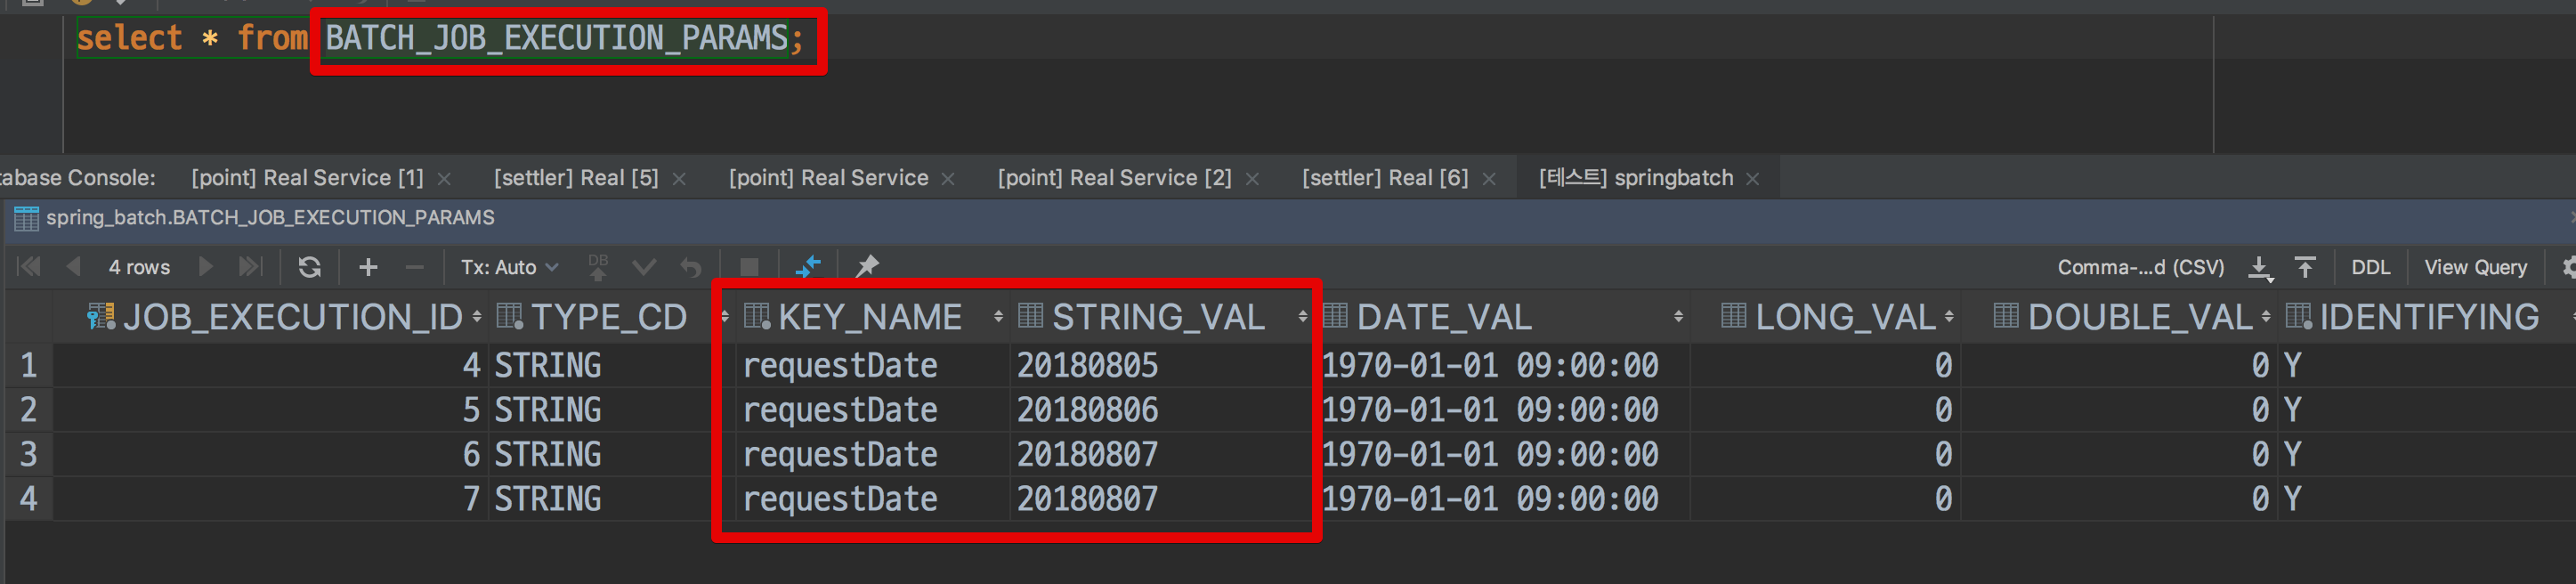 select * from BATCH_JOB_EXECUTION_PARAMS;
tabase Console: [point] Real Service [1] [settler] Real [5] [point] Real Service [point] Real Service [2] [settler] Real [6] [테스트] springbatch
spring_batch.BATCH_JOB_EXECUTION_PARAMS
4 rows Tx: Auto DB Comma-...d (CSV) DDL View Query
JOB_EXECUTION_ID TYPE_CD KEY_NAME STRING_VAL DATE_VAL LONG_VAL DOUBLE_VAL IDENTIFYING
1 4 STRING requestDate 20180805 1970-01-01 09:00:00 0 0 Y
2 5 STRING requestDate 20180806 1970-01-01 09:00:00 0 0 Y
3 6 STRING requestDate 20180807 1970-01-01 09:00:00 0 0 Y
4 7 STRING requestDate 20180807 1970-01-01 09:00:00 0 0 Y